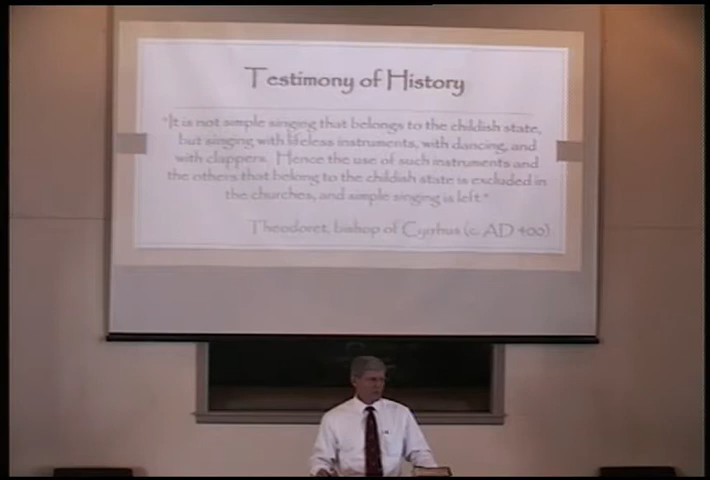 Testimony of History
"It is not simple singing that belongs to the childish state,
but singing with lifeless instruments, with dancing, and
with clappers. Hence the use of such instruments and
the others that belong to the childish state is excluded in
the churches, and simple singing is left."
Theodoret, bishop of Cyrrhus (c. AD 400)